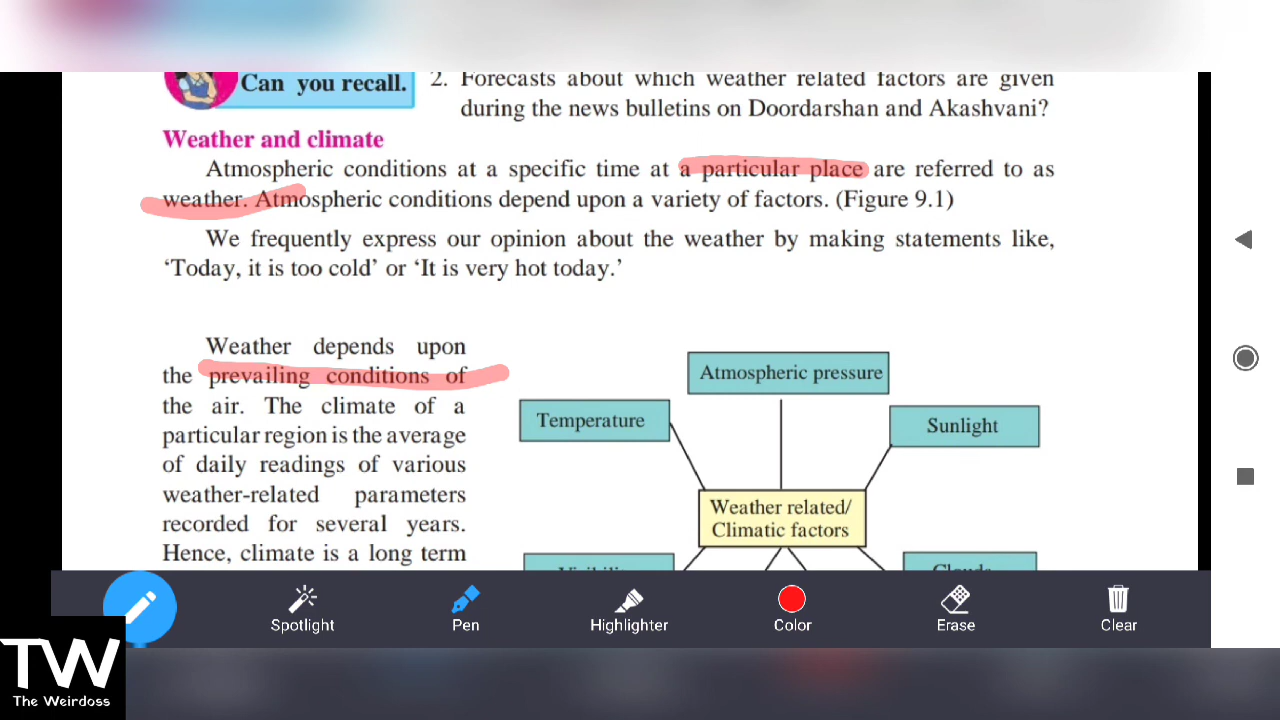 Can you recall.
2. Forecasts about which weather related factors are given
during the news bulletins on Doordarshan and Akashvani?
Weather and climate
Atmospheric conditions at a specific time at a particular place are referred to as
weather. Atmospheric conditions depend upon a variety of factors. (Figure 9.1)
We frequently express our opinion about the weather by making statements like,
‘Today, it is too cold’ or ‘It is very hot today.’
Weather depends upon
the prevailing conditions of
the air. The climate of a
particular region is the average
of daily readings of various
weather-related parameters
recorded for several years.
Hence, climate is a long term
Atmospheric pressure
Temperature
Sunlight
Weather related/
Climatic factors
Clouds
Spotlight
Pen
Highlighter
Color
Erase
Clear
TW
The Weirdoss